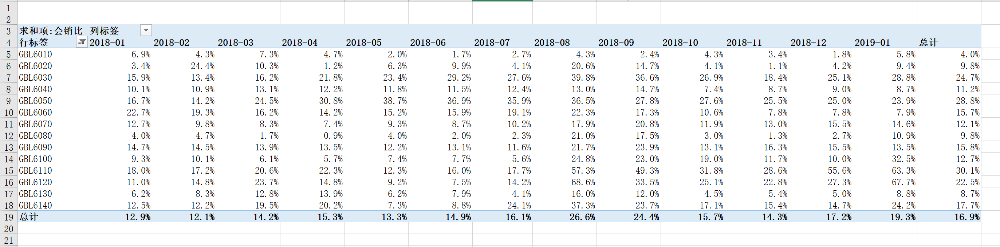 1
2
3 求和项:会销比 列标签
4 行标签 2018-01 2018-02 2018-03 2018-04 2018-05 2018-06 2018-07 2018-08 2018-09 2018-10 2018-11 2018-12 2019-01 总计
5 GBL6010 6.9% 4.3% 7.3% 4.7% 2.0% 1.7% 2.7% 4.3% 2.4% 4.3% 3.4% 1.8% 5.8% 4.0%
6 GBL6020 3.4% 24.4% 10.3% 1.2% 6.3% 9.9% 4.1% 20.6% 14.7% 4.1% 1.1% 4.2% 9.4% 9.8%
7 GBL6030 15.9% 13.4% 16.2% 21.8% 23.4% 29.2% 27.6% 39.8% 36.6% 26.9% 18.4% 25.1% 28.8% 24.7%
8 GBL6040 10.1% 10.9% 13.1% 12.2% 11.8% 11.5% 12.4% 13.0% 14.7% 7.4% 8.7% 9.0% 8.7% 11.2%
9 GBL6050 16.7% 14.2% 24.5% 30.8% 38.7% 36.9% 35.9% 36.5% 27.8% 27.6% 25.5% 25.0% 23.9% 28.8%
10 GBL6060 22.7% 19.3% 16.2% 14.2% 15.2% 15.9% 19.1% 22.3% 17.3% 10.6% 7.8% 7.8% 7.9% 15.7%
11 GBL6070 12.7% 9.8% 8.3% 7.4% 9.3% 8.7% 10.2% 17.9% 20.8% 11.9% 13.0% 15.5% 14.6% 12.1%
12 GBL6080 4.0% 4.7% 1.7% 0.9% 4.0% 2.0% 2.3% 21.0% 17.5% 3.0% 1.3% 2.7% 10.9% 9.8%
13 GBL6090 14.7% 14.5% 13.9% 13.5% 12.2% 13.1% 11.6% 21.7% 23.9% 13.1% 16.3% 15.5% 13.5% 15.8%
14 GBL6100 9.3% 10.1% 6.1% 5.7% 7.4% 7.7% 5.6% 24.8% 23.0% 19.0% 11.7% 10.0% 32.5% 12.7%
15 GBL6110 18.0% 17.2% 20.6% 22.3% 12.3% 16.0% 17.7% 57.3% 49.3% 31.8% 28.6% 55.6% 63.3% 30.1%
16 GBL6120 11.0% 14.8% 23.7% 14.8% 9.2% 7.5% 14.2% 68.6% 33.5% 25.1% 22.8% 27.3% 67.7% 22.5%
17 GBL6130 6.2% 8.3% 12.8% 13.9% 6.2% 7.9% 4.1% 16.0% 12.0% 4.5% 5.4% 5.0% 8.8% 8.7%
18 GBL6140 12.5% 12.2% 19.5% 20.2% 7.3% 8.8% 24.1% 37.3% 23.7% 17.1% 15.4% 14.7% 24.2% 17.7%
19 总计 12.9% 12.1% 14.2% 15.3% 13.3% 14.9% 16.1% 26.6% 24.4% 15.7% 14.3% 17.2% 19.3% 16.9%
20
21